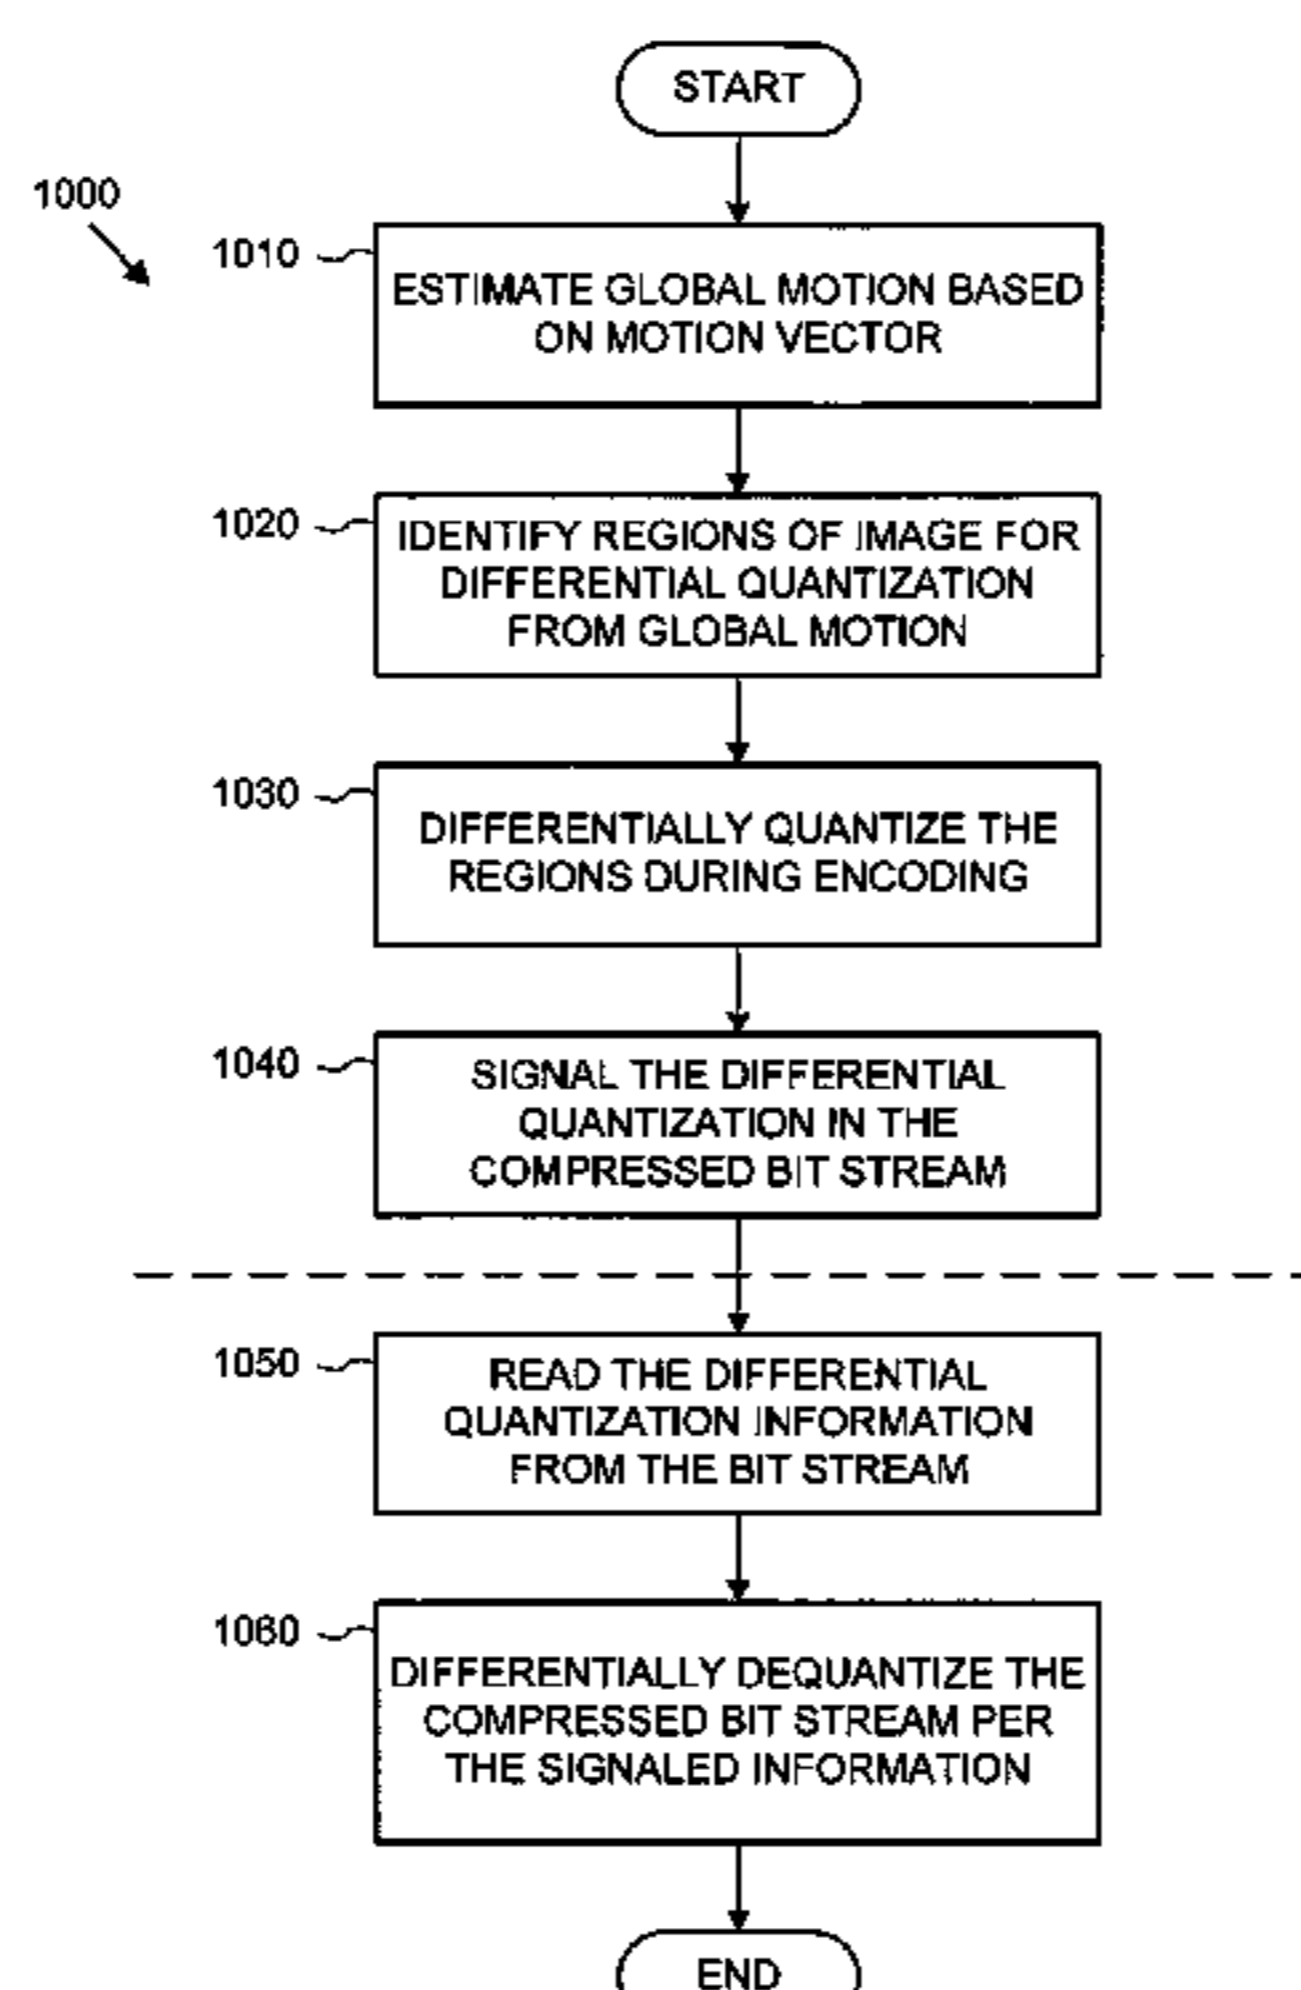 START
1000
1010
ESTIMATE GLOBAL MOTION BASED
ON MOTION VECTOR
1020
IDENTIFY REGIONS OF IMAGE FOR
DIFFERENTIAL QUANTIZATION
FROM GLOBAL MOTION
1030
DIFFERENTIALLY QUANTIZE THE
REGIONS DURING ENCODING
1040
SIGNAL THE DIFFERENTIAL
QUANTIZATION IN THE
COMPRESSED BIT STREAM
1050
READ THE DIFFERENTIAL
QUANTIZATION INFORMATION
FROM THE BIT STREAM
1060
DIFFERENTIALLY DEQUANTIZE THE
COMPRESSED BIT STREAM PER
THE SIGNALED INFORMATION
END